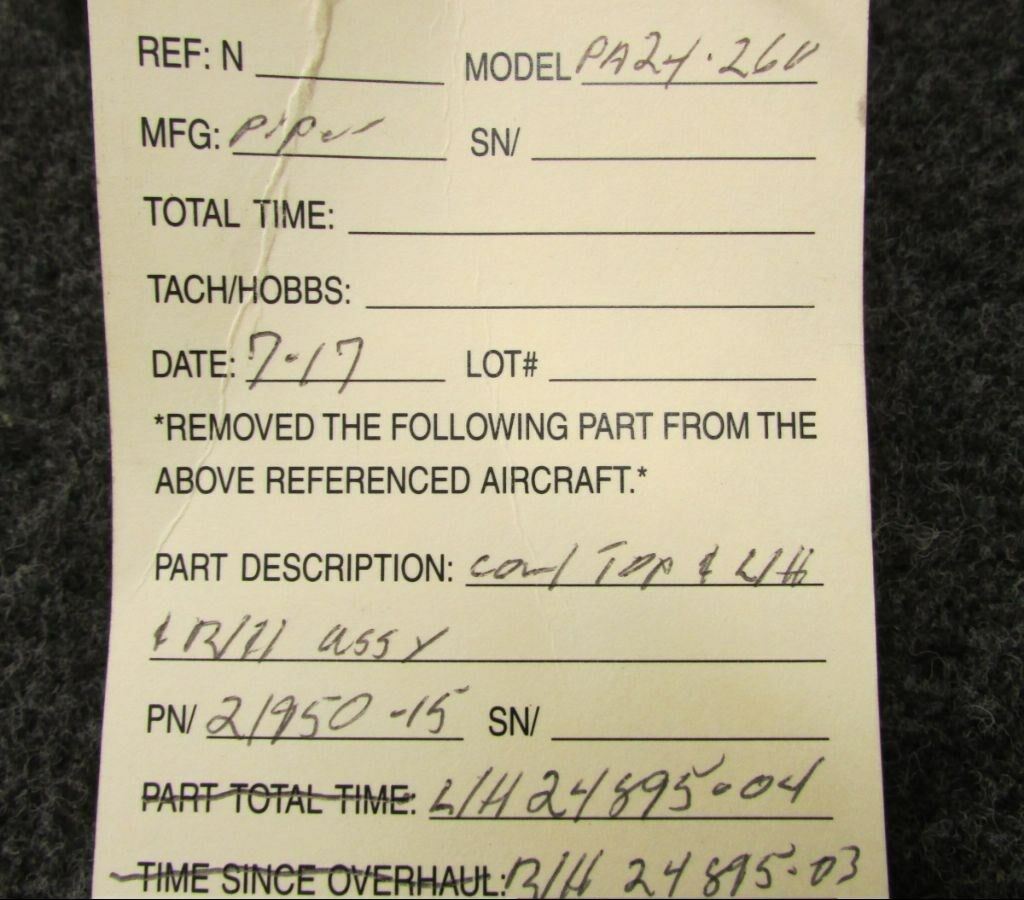 REF: N MODEL PA24-260
MFG: Piper SN/
TOTAL TIME:
TACH/HOBBS:
DATE: 7-17 LOT#
*REMOVED THE FOLLOWING PART FROM THE
ABOVE REFERENCED AIRCRAFT.*
PART DESCRIPTION: cowl Top & L/H
& R/H assy
PN/ 21950-15 SN/
PART TOTAL TIME: L/H 24895-04
TIME SINCE OVERHAUL: R/H 24895-03